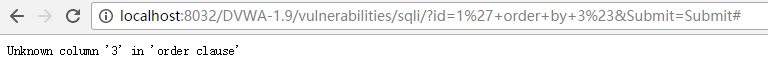 localhost:8032/DVWA-1.9/vulnerabilities/sqli/?id=1%27+order+by+3%23&Submit=Submit#
Unknown column '3' in 'order clause'